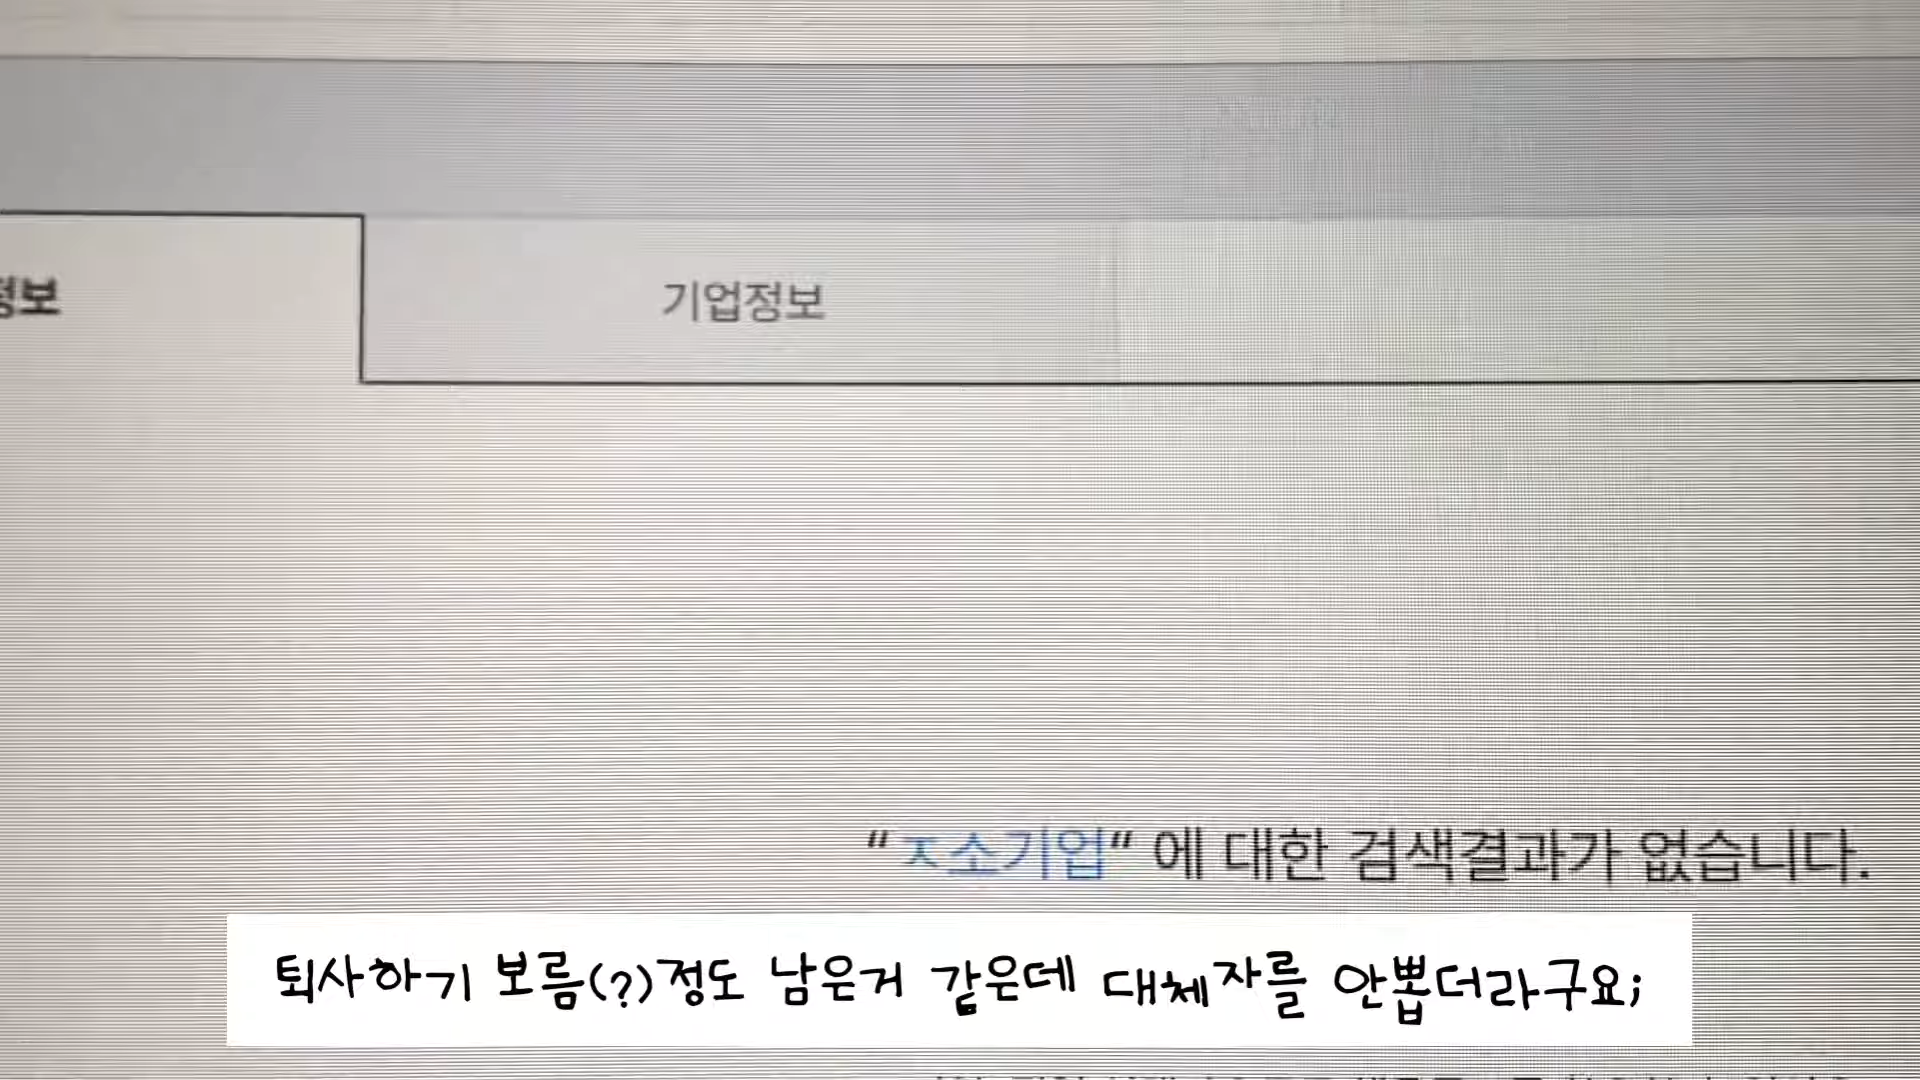 정보
기업정보
“ㅈ소기업“ 에 대한 검색결과가 없습니다.
퇴사하기 보름(?)정도 남은거 같은데 대체자를 안뽑더라구요;